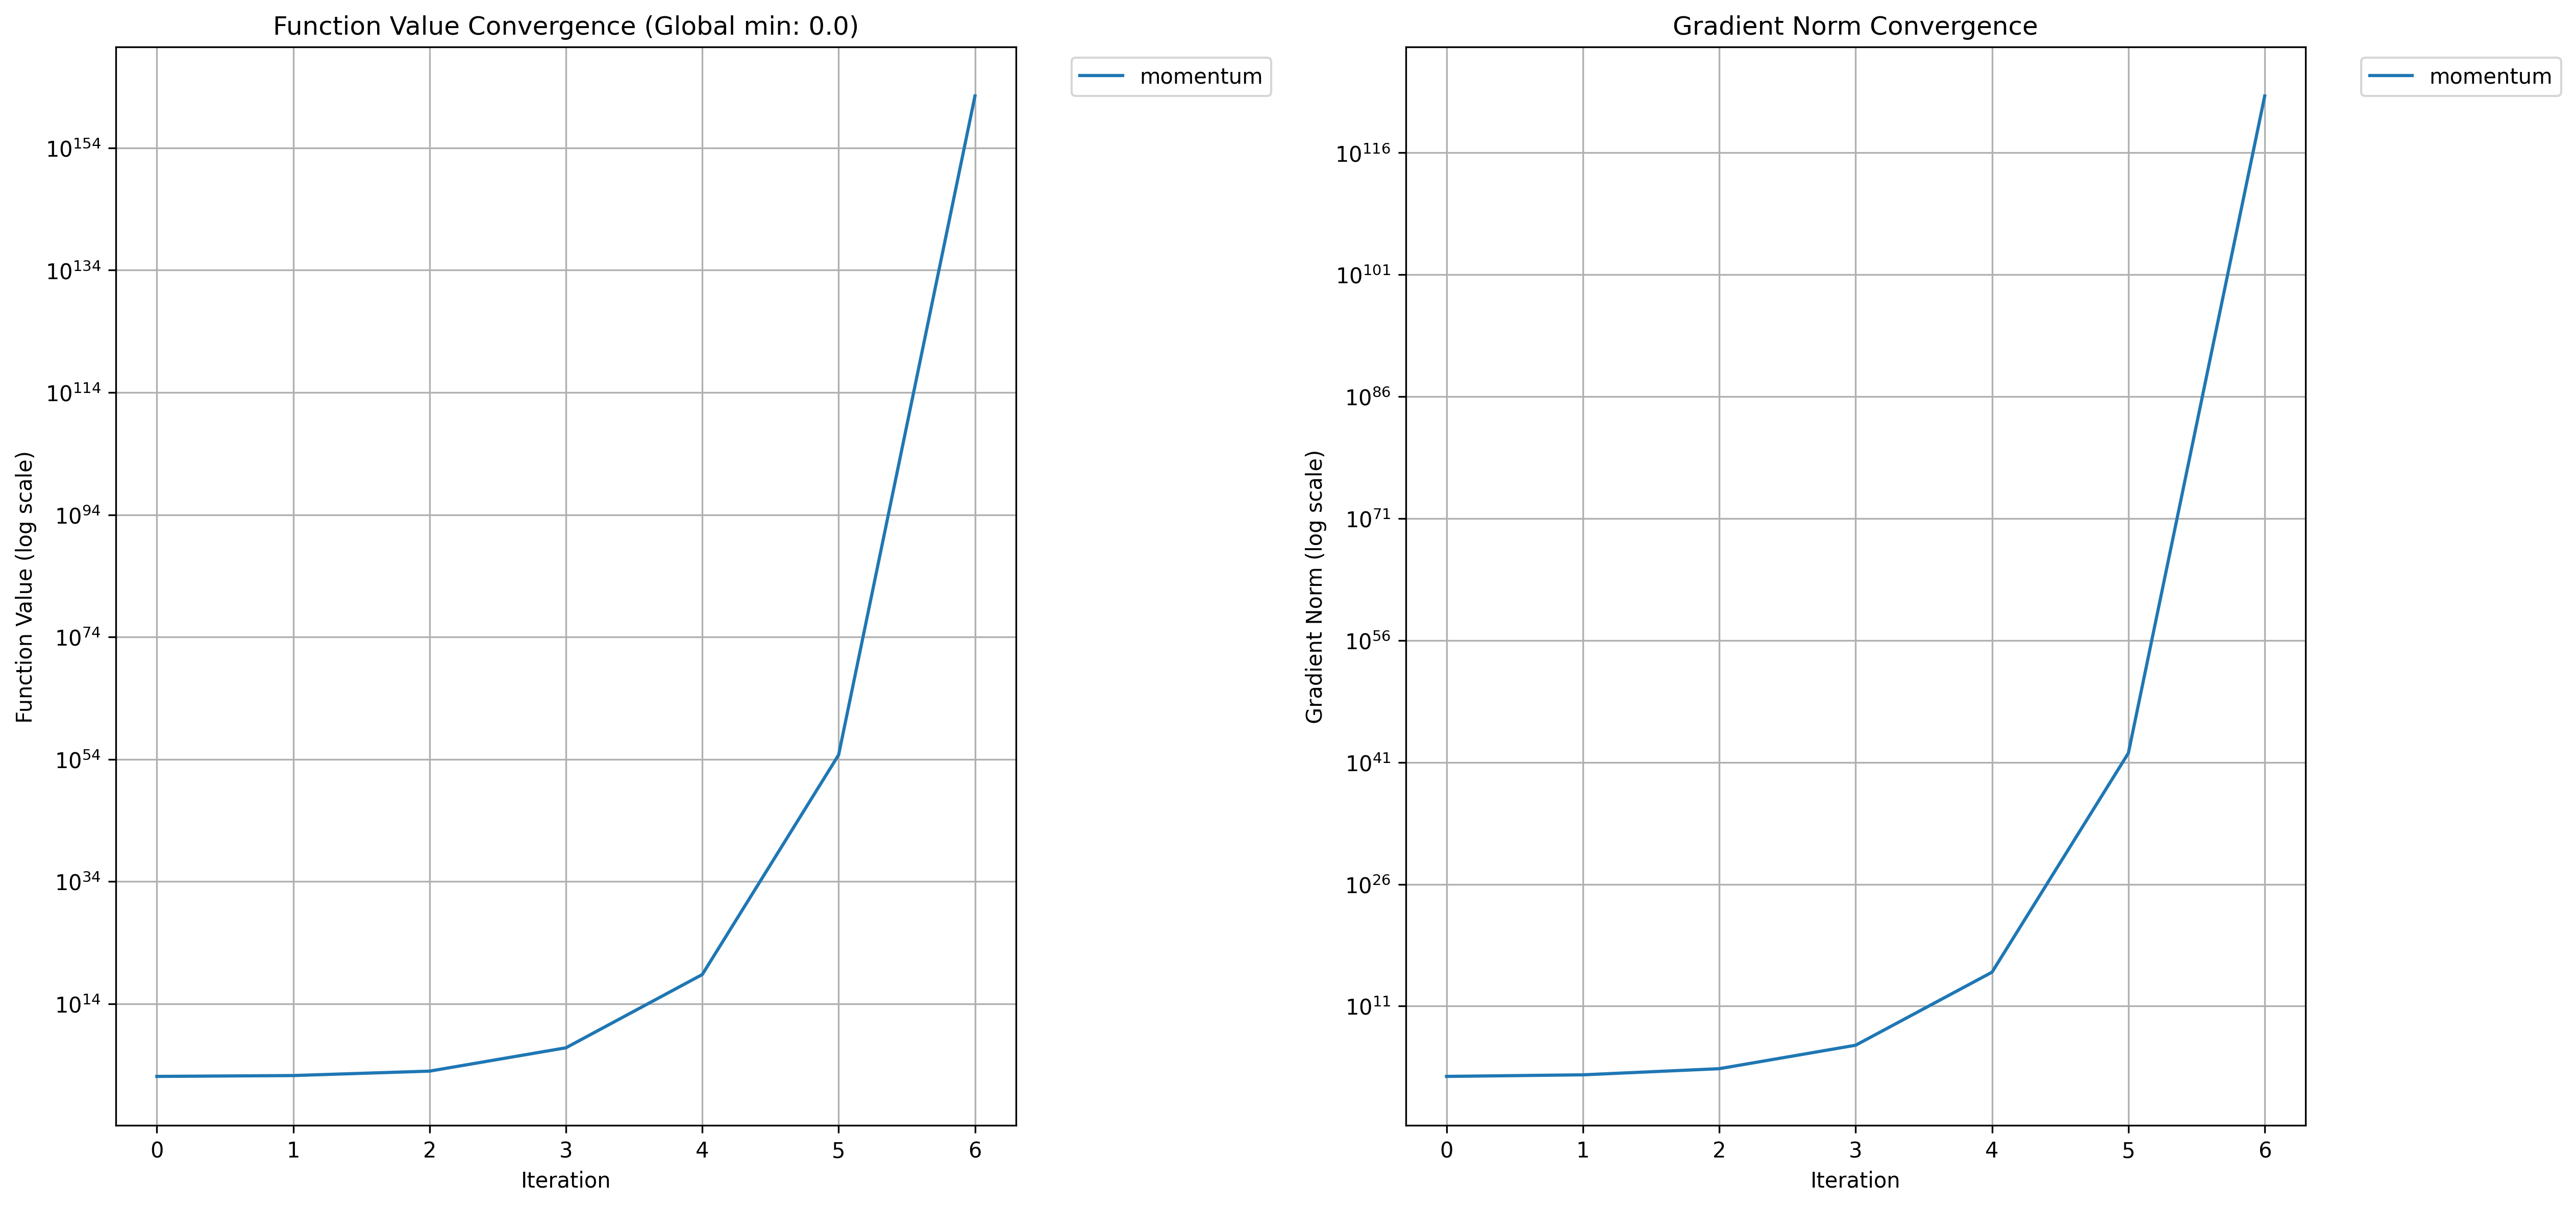 Function Value Convergence (Global min: 0.0)
momentum
Function Value (log scale)
10^154
10^134
10^114
10^94
10^74
10^54
10^34
10^14
0 1 2 3 4 5 6
Iteration
Gradient Norm Convergence
momentum
Gradient Norm (log scale)
10^116
10^101
10^86
10^71
10^56
10^41
10^26
10^11
0 1 2 3 4 5 6
Iteration